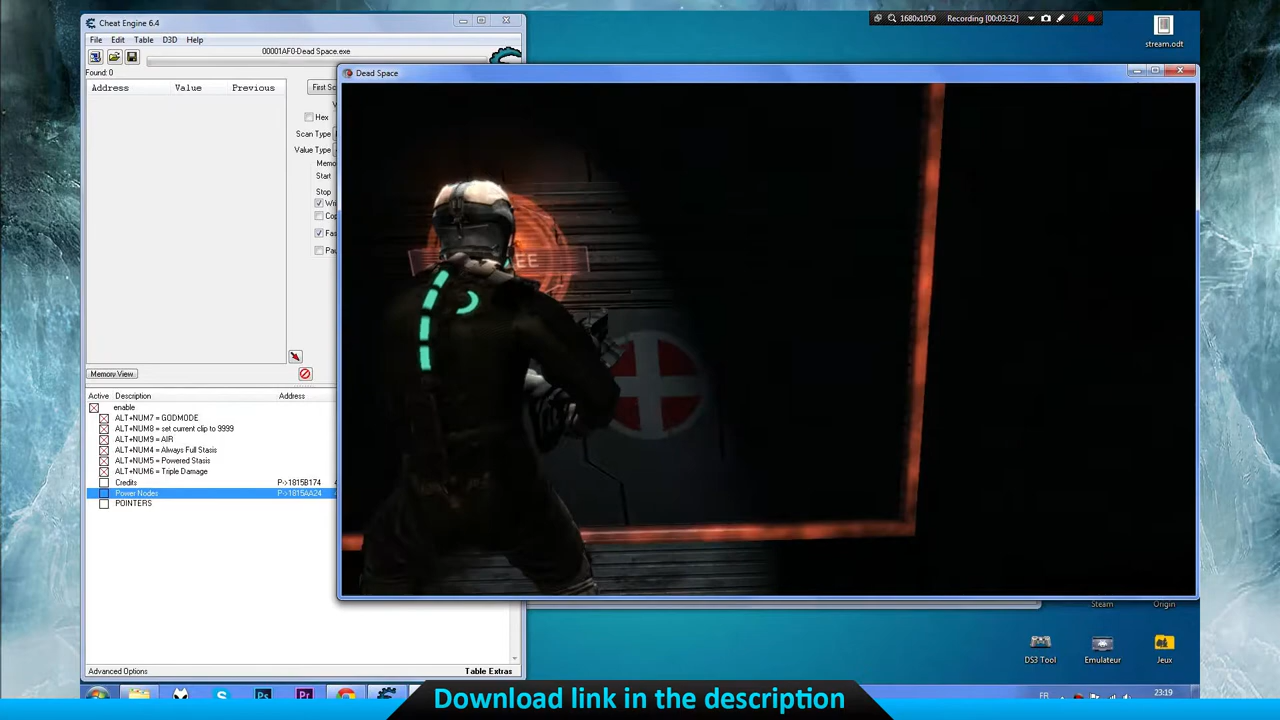 Cheat Engine 6.4
1680x1050
Recording [00:03:32]
stream.odt
File Edit Table D3D Help
00001AF0-Dead Space.exe
Found: 0
Address Value Previous
First
Hex
Scan Type
Value Type
Start
Stop
Dead Space
EE
Memory View
Active Description Address
enable
ALT+NUM7 = GODMODE
ALT+NUM8 = set current clip to 9999
ALT+NUM9 = AIR
ALT+NUM4 = Always Full Stasis
ALT+NUM5 = Powered Stasis
ALT+NUM6 = Triple Damage
Credits P->1815B174
Power Nodes P->1815AA24
POINTERS
Steam
Origin
DS3 Tool
Emulateur
Jeux
Advanced Options
Table Extras
Ps
Pr
FR
23:19
Download link in the description